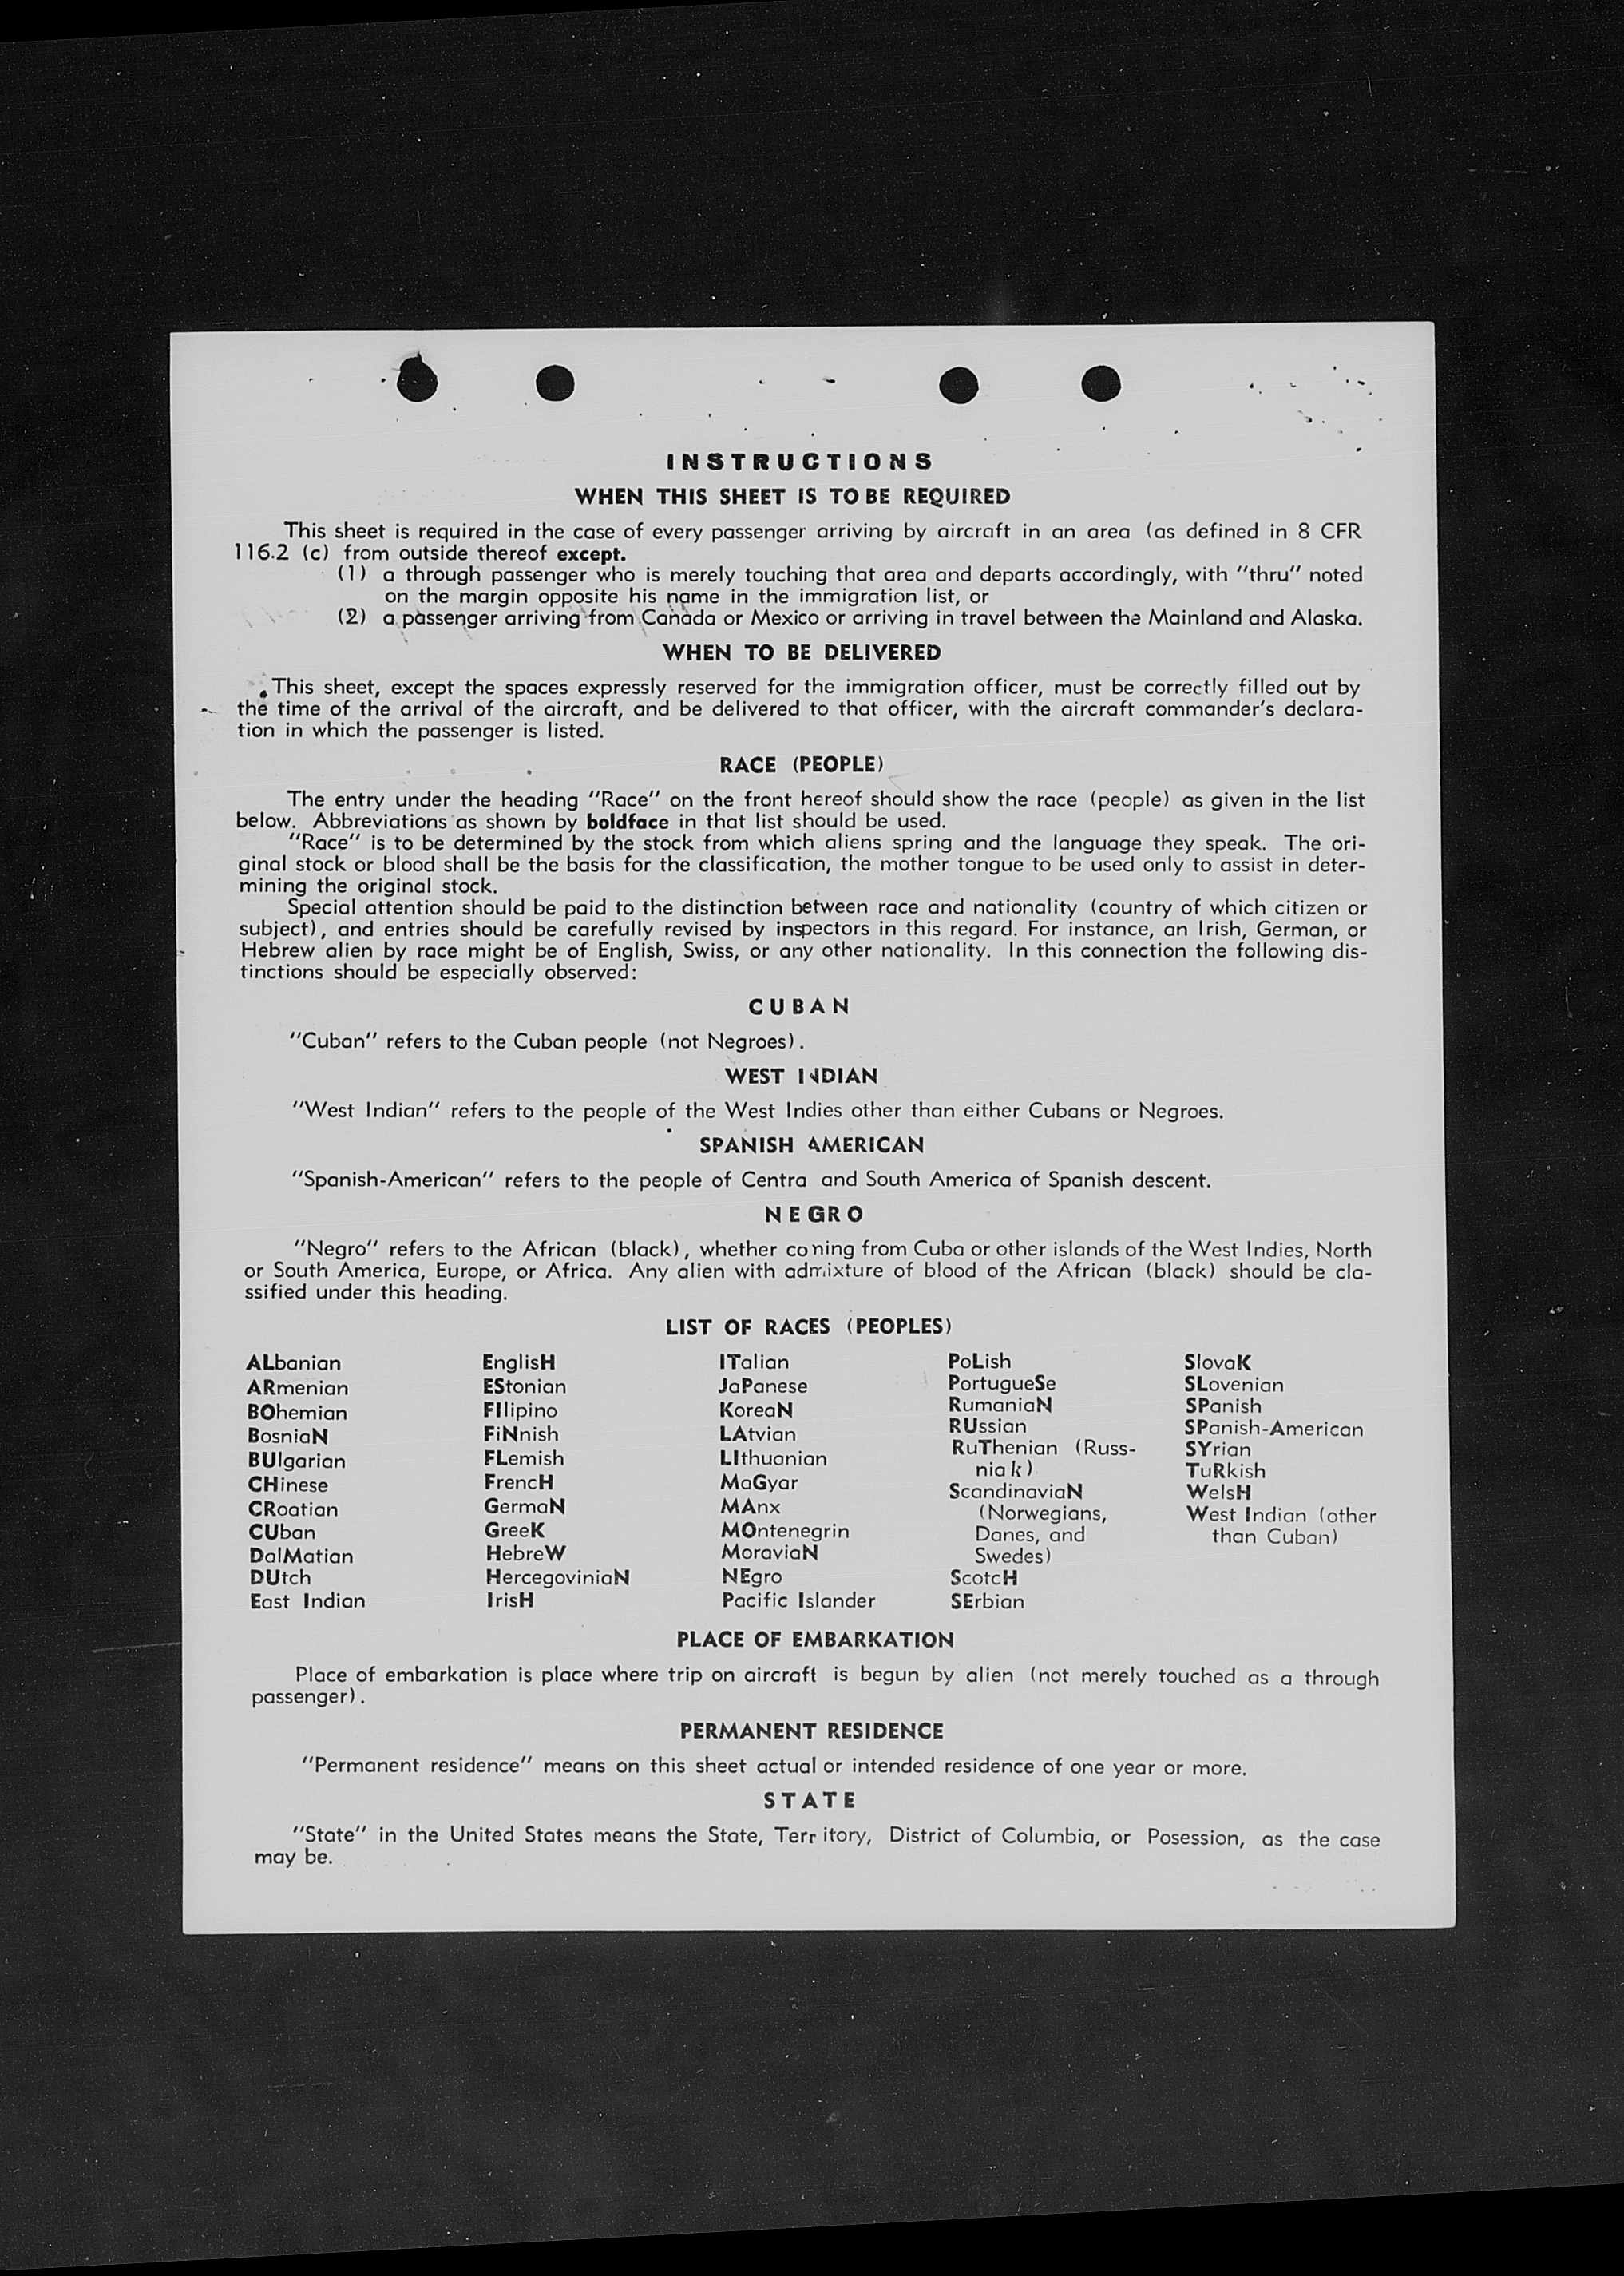 INSTRUCTIONS
WHEN THIS SHEET IS TO BE REQUIRED
This sheet is required in the case of every passenger arriving by aircraft in an area (as defined in 8 CFR
116.2 (c) from outside thereof except.
(1) a through passenger who is merely touching that area and departs accordingly, with "thru" noted
on the margin opposite his name in the immigration list, or
(2) a passenger arriving from Canada or Mexico or arriving in travel between the Mainland and Alaska.
WHEN TO BE DELIVERED
This sheet, except the spaces expressly reserved for the immigration officer, must be correctly filled out by
the time of the arrival of the aircraft, and be delivered to that officer, with the aircraft commander's declara-
tion in which the passenger is listed.
RACE (PEOPLE)
The entry under the heading "Race" on the front hereof should show the race (people) as given in the list
below. Abbreviations as shown by boldface in that list should be used.
"Race" is to be determined by the stock from which aliens spring and the language they speak. The ori-
ginal stock or blood shall be the basis for the classification, the mother tongue to be used only to assist in deter-
mining the original stock.
Special attention should be paid to the distinction between race and nationality (country of which citizen or
subject), and entries should be carefully revised by inspectors in this regard. For instance, an Irish, German, or
Hebrew alien by race might be of English, Swiss, or any other nationality. In this connection the following dis-
tinctions should be especially observed:
CUBAN
"Cuban" refers to the Cuban people (not Negroes).
WEST INDIAN
"West Indian" refers to the people of the West Indies other than either Cubans or Negroes.
SPANISH AMERICAN
"Spanish-American" refers to the people of Centra and South America of Spanish descent.
NEGRO
"Negro" refers to the African (black), whether coming from Cuba or other islands of the West Indies, North
or South America, Europe, or Africa. Any alien with admixture of blood of the African (black) should be cla-
ssified under this heading.
LIST OF RACES (PEOPLES)
ALbanian
ARmenian
BOhemian
BosniaN
BUlgarian
CHinese
CRoatian
CUban
DalMatian
DUtch
East Indian
EnglisH
EStonian
FIlipino
FiNnish
FLemish
FrencH
GermaN
GreeK
HebreW
HercegoviniaN
IrisH
ITalian
JaPanese
KoreaN
LAtvian
LIthuanian
MaGyar
MAnx
MOntenegrin
MoraviaN
NEgro
Pacific Islander
PoLish
PortugueSe
RumaniaN
RUssian
RuThenian (Russ-
niak)
ScandinaviaN
(Norwegians,
Danes, and
Swedes)
ScotcH
SErbian
SlovaK
SLovenian
SPanish
SPanish-American
SYrian
TuRkish
WelsH
West Indian (other
than Cuban)
PLACE OF EMBARKATION
Place of embarkation is place where trip on aircraft is begun by alien (not merely touched as a through
passenger).
PERMANENT RESIDENCE
"Permanent residence" means on this sheet actual or intended residence of one year or more.
STATE
"State" in the United States means the State, Territory, District of Columbia, or Posession, as the case
may be.